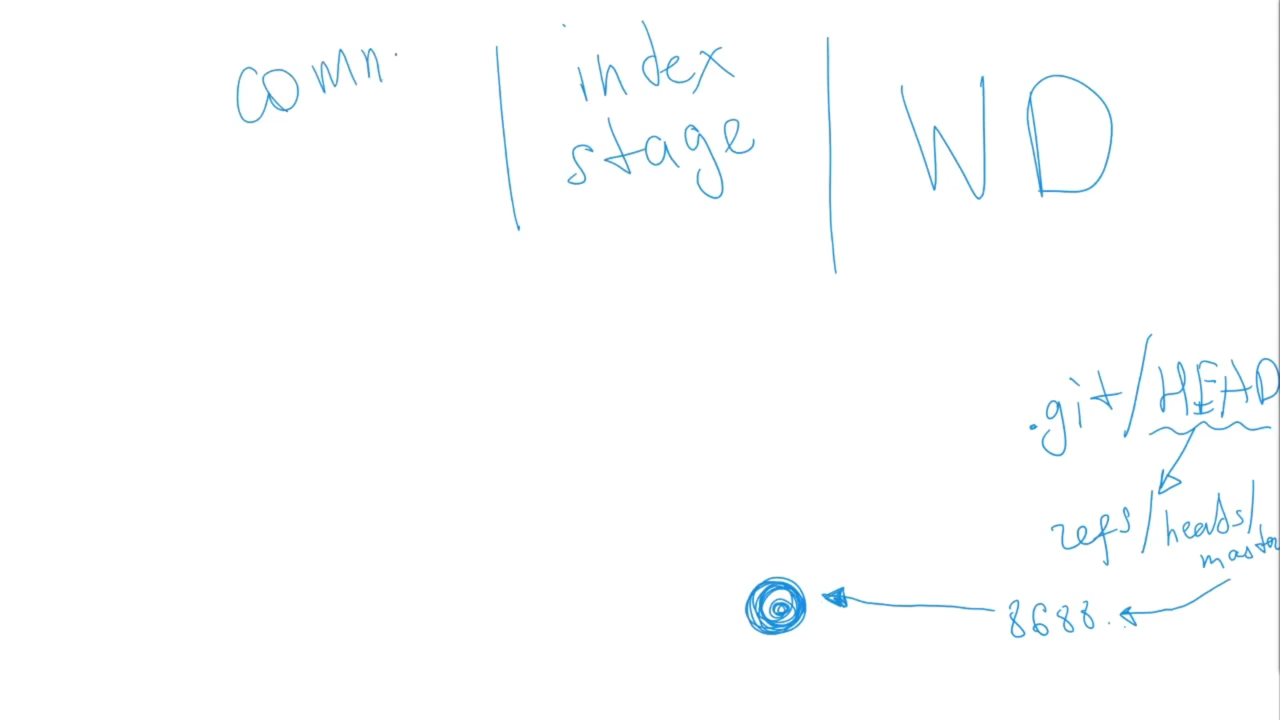 comm. index WD
stage
.git/HEAD
refs/heads/
master
8688..